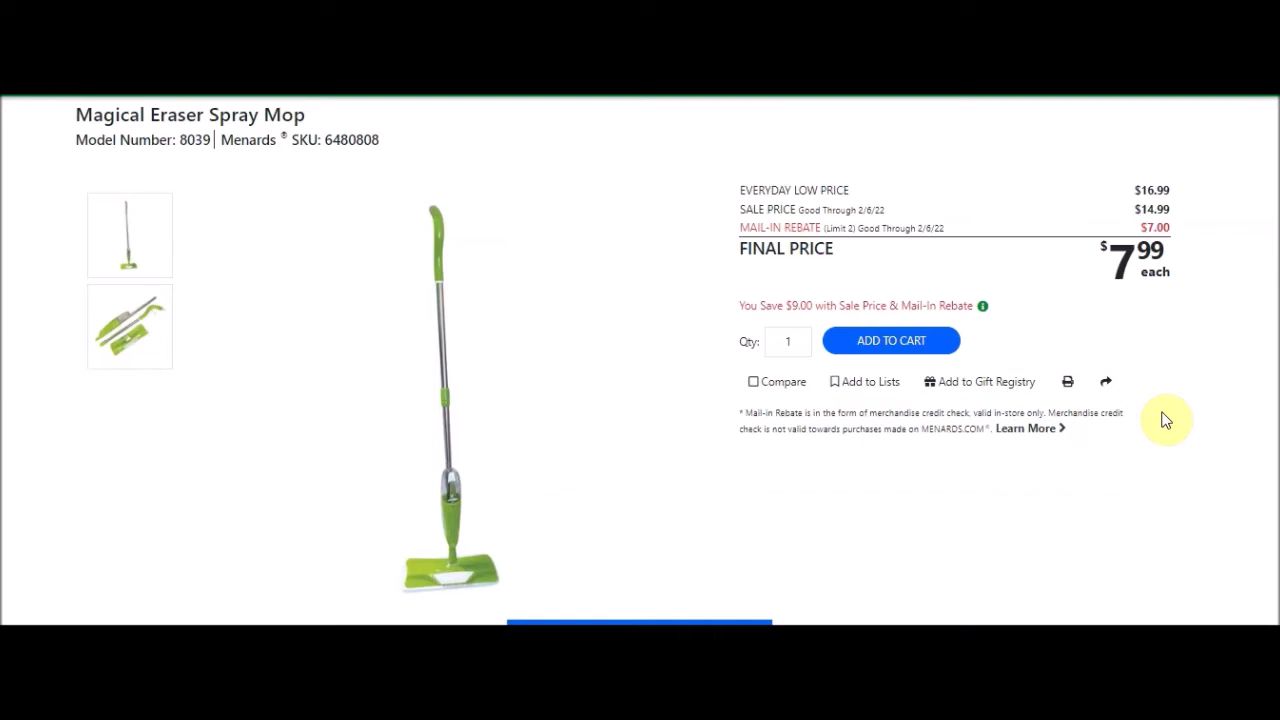 Magical Eraser Spray Mop
Model Number: 8039 | Menards ® SKU: 6480808
EVERYDAY LOW PRICE $16.99
SALE PRICE Good Through 2/6/22 $14.99
MAIL-IN REBATE (Limit 2) Good Through 2/6/22 $7.00
FINAL PRICE $7 99 each
You Save $9.00 with Sale Price & Mail-In Rebate
Qty: 1 ADD TO CART
Compare Add to Lists Add to Gift Registry
* Mail-in Rebate is in the form of merchandise credit check, valid in-store only. Merchandise credit
check is not valid towards purchases made on MENARDS.COM®. Learn More